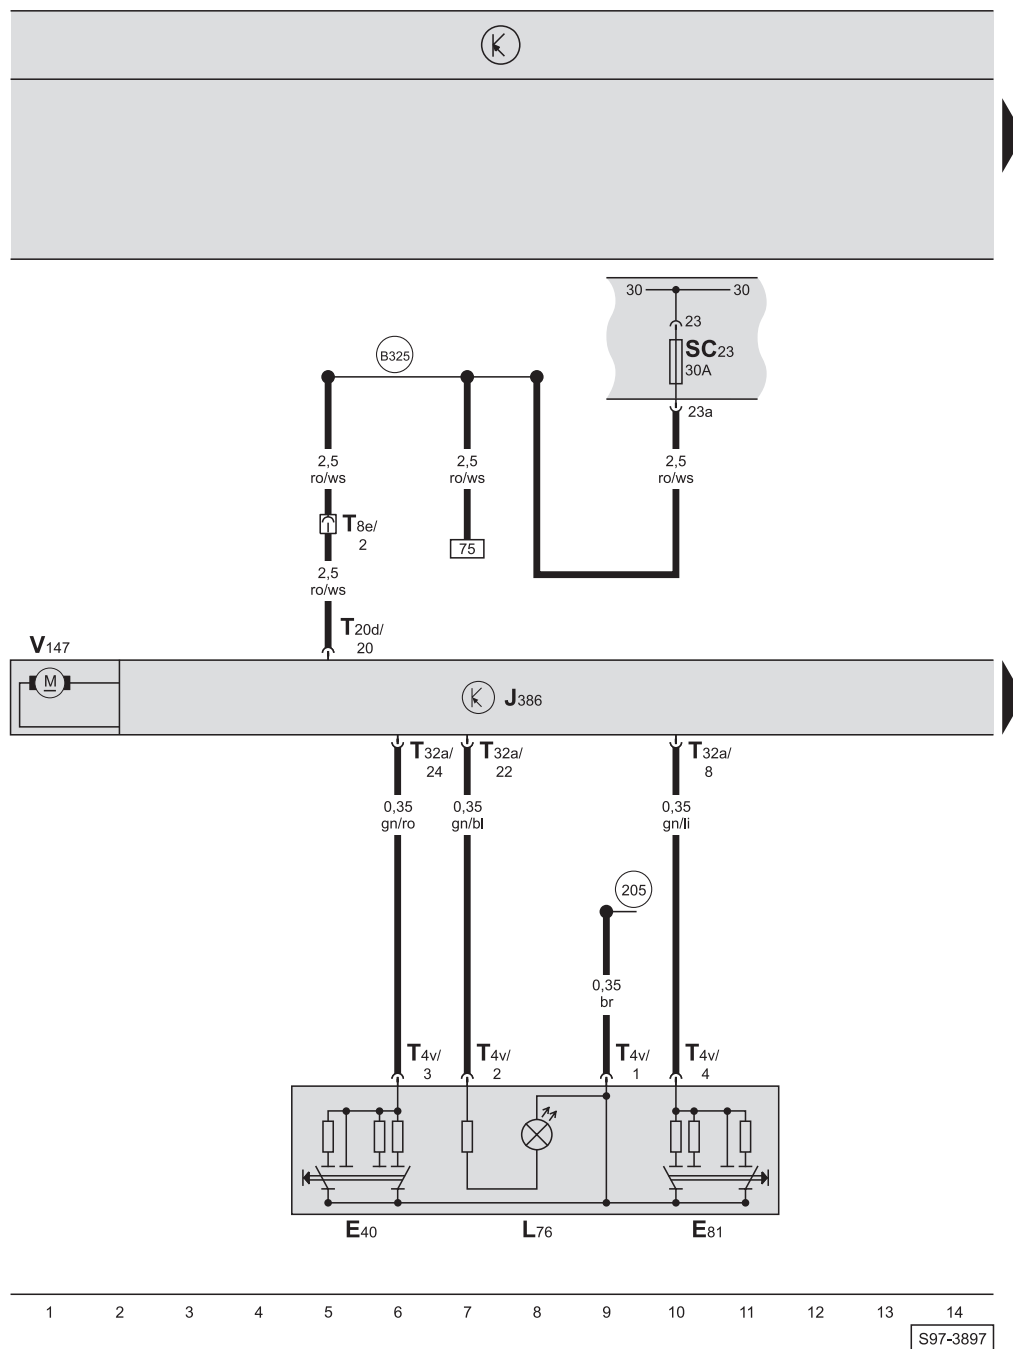 30 30
23
SC23
30A
23a
B325
2,5 2,5 2,5
ro/ws ro/ws ro/ws
T8e/
2
75
2,5
ro/ws
T20d/
20
V147
M
J386
T32a/ T32a/ T32a/
24 22 8
0,35 0,35 0,35
gn/ro gn/bl gn/li
205
0,35
br
T4v/ T4v/ T4v/ T4v/
3 2 1 4
E40 L76 E81
1 2 3 4 5 6 7 8 9 10 11 12 13 14
S97-3897